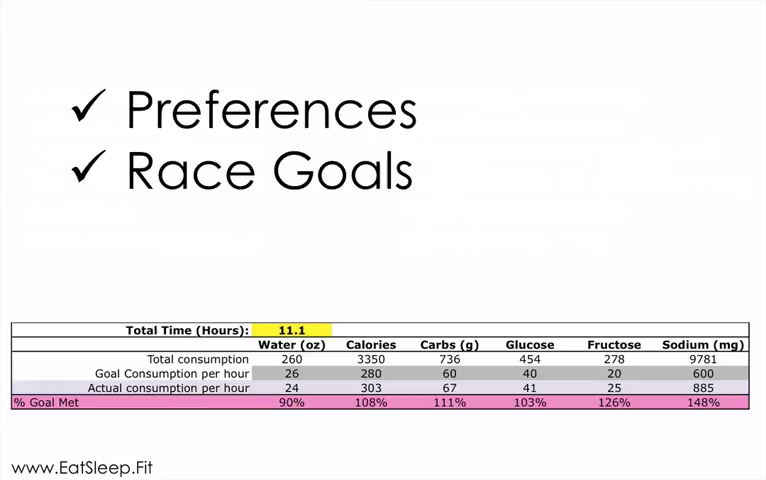 ✓ Preferences
✓ Race Goals
Total Time (Hours): 11.1
Water (oz) Calories Carbs (g) Glucose Fructose Sodium (mg)
Total consumption 260 3350 736 454 278 9781
Goal Consumption per hour 26 280 60 40 20 600
Actual consumption per hour 24 303 67 41 25 885
% Goal Met 90% 108% 111% 103% 126% 148%
www.EatSleep.Fit